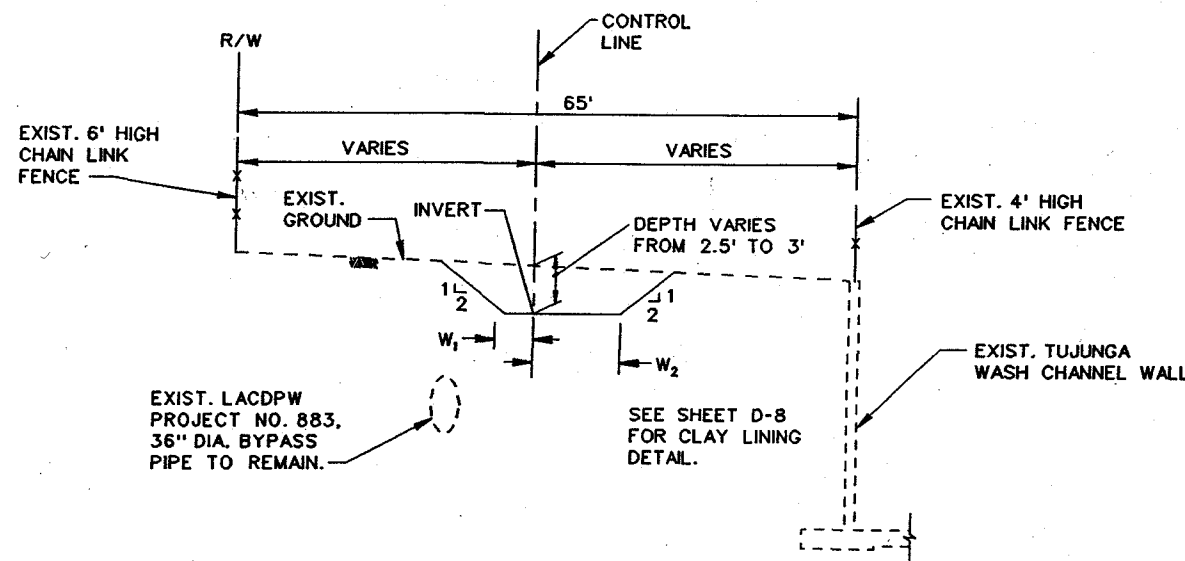 CONTROL
LINE
R/W
65'
EXIST. 6' HIGH
CHAIN LINK
FENCE
VARIES
VARIES
EXIST.
GROUND
INVERT
DEPTH VARIES
FROM 2.5' TO 3'
EXIST. 4' HIGH
CHAIN LINK FENCE
1
2
1
2
W1
W2
EXIST. TUJUNGA
WASH CHANNEL WALL
EXIST. LACDPW
PROJECT NO. 883,
36" DIA. BYPASS
PIPE TO REMAIN.
SEE SHEET D-8
FOR CLAY LINING
DETAIL.